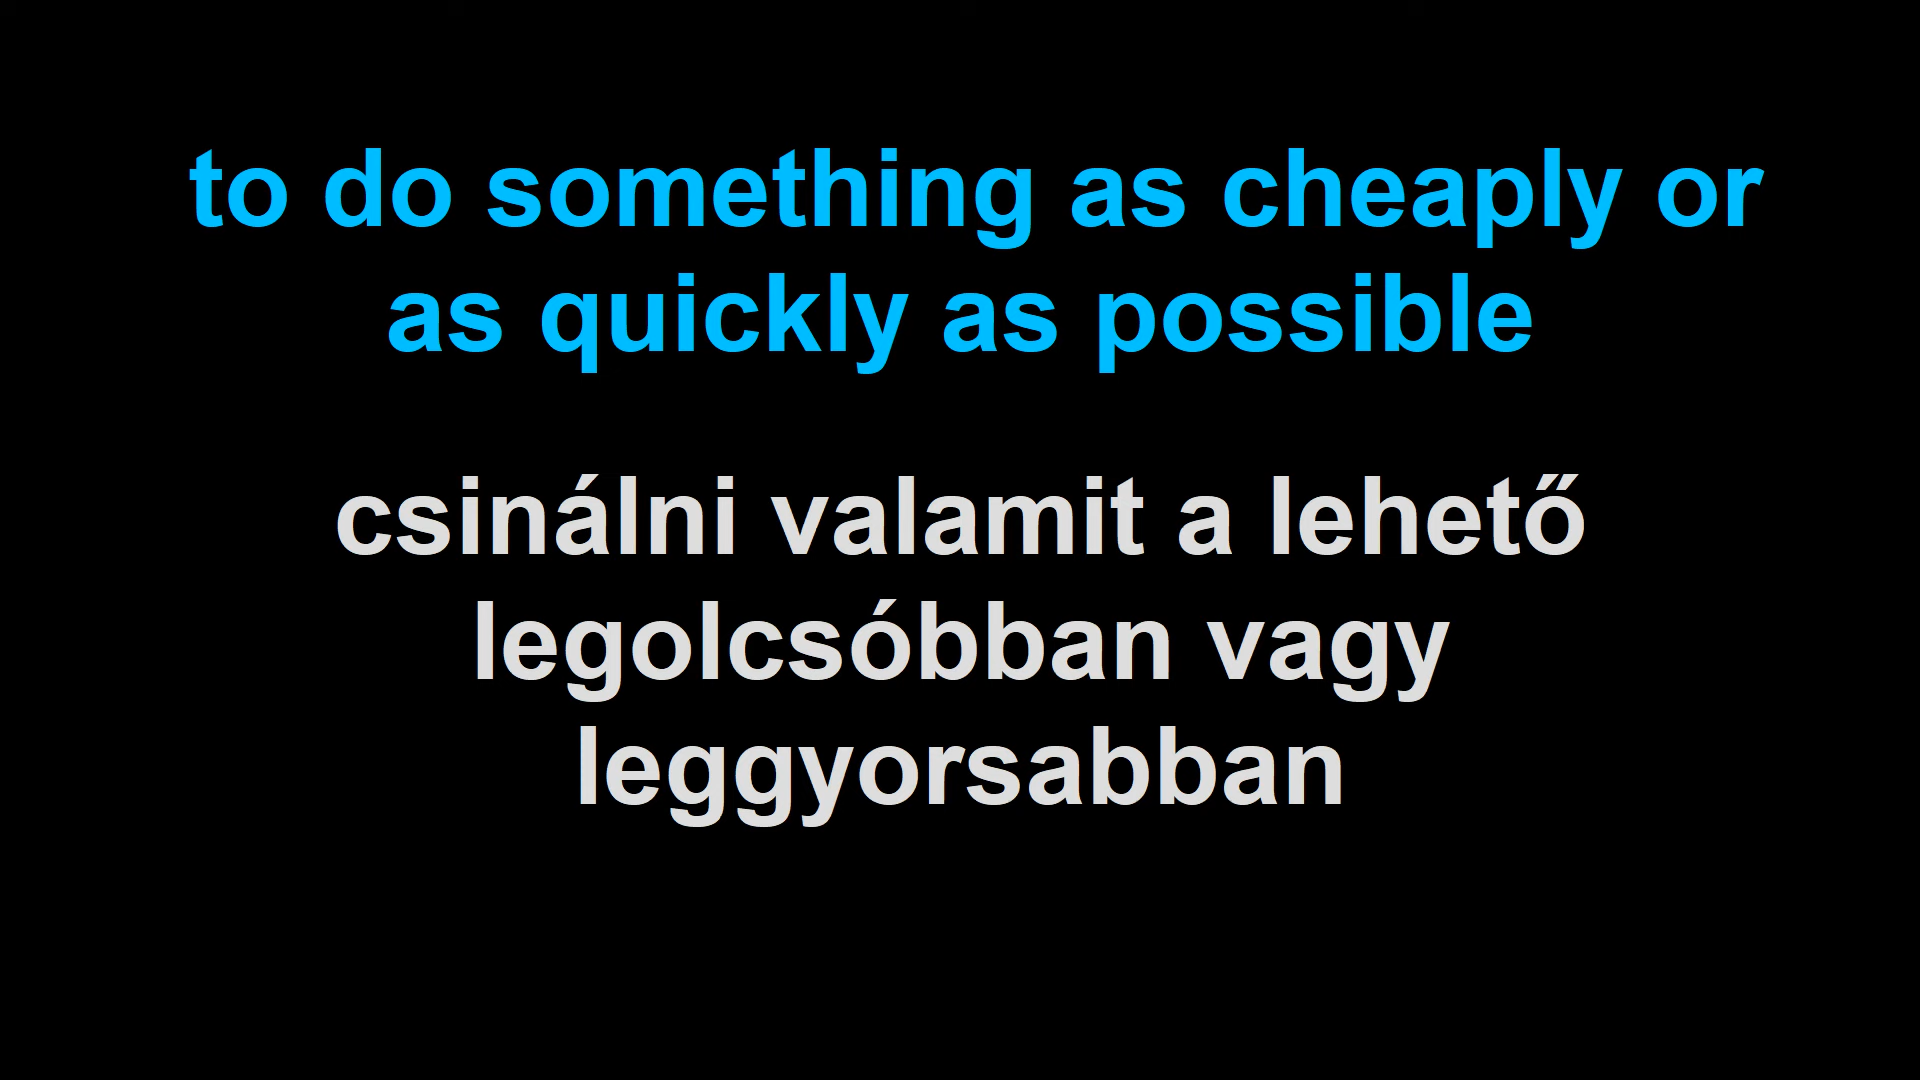 to do something as cheaply or
as quickly as possible
csinálni valamit a lehető
legolcsóbban vagy
leggyorsabban